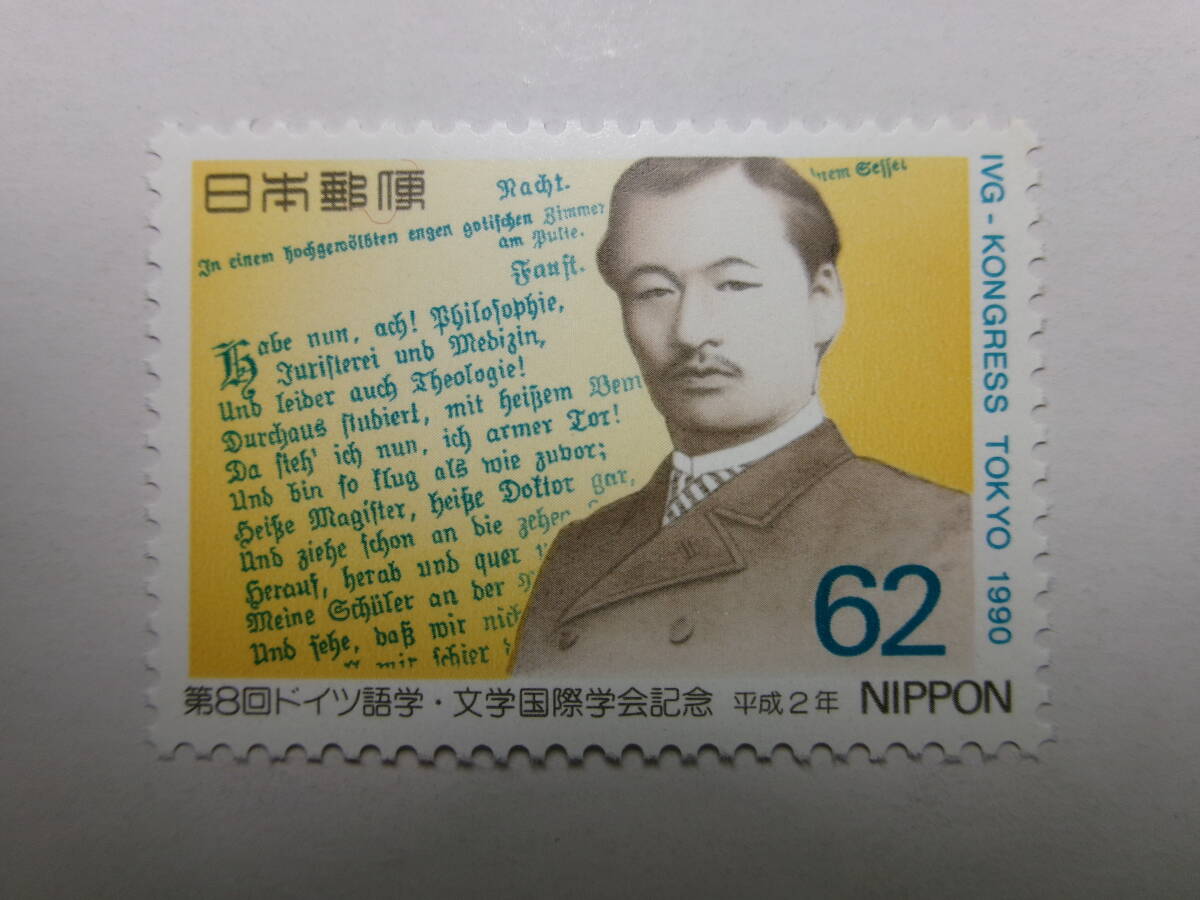 日本郵便
Nacht.
In einem hochgewölbten engen gotischen Zimmer
am Pulte.
Faust.
Habe nun, ach! Philosophie,
Juristerei und Medizin,
Und leider auch Theologie!
Durchaus studiert, mit heißem Bem
Da steh' ich nun, ich armer Tor!
Und bin so klug als wie zuvor;
Heiße Magister, heiße Doktor gar,
Und ziehe schon an die zehen
Herauf, herab und quer
Meine Schüler an der
Und sehe, daß wir nich
mir schier
nem Sessel
IVG - KONGRESS TOKYO 1990
62
第8回ドイツ語学・文学国際学会記念 平成2年 NIPPON